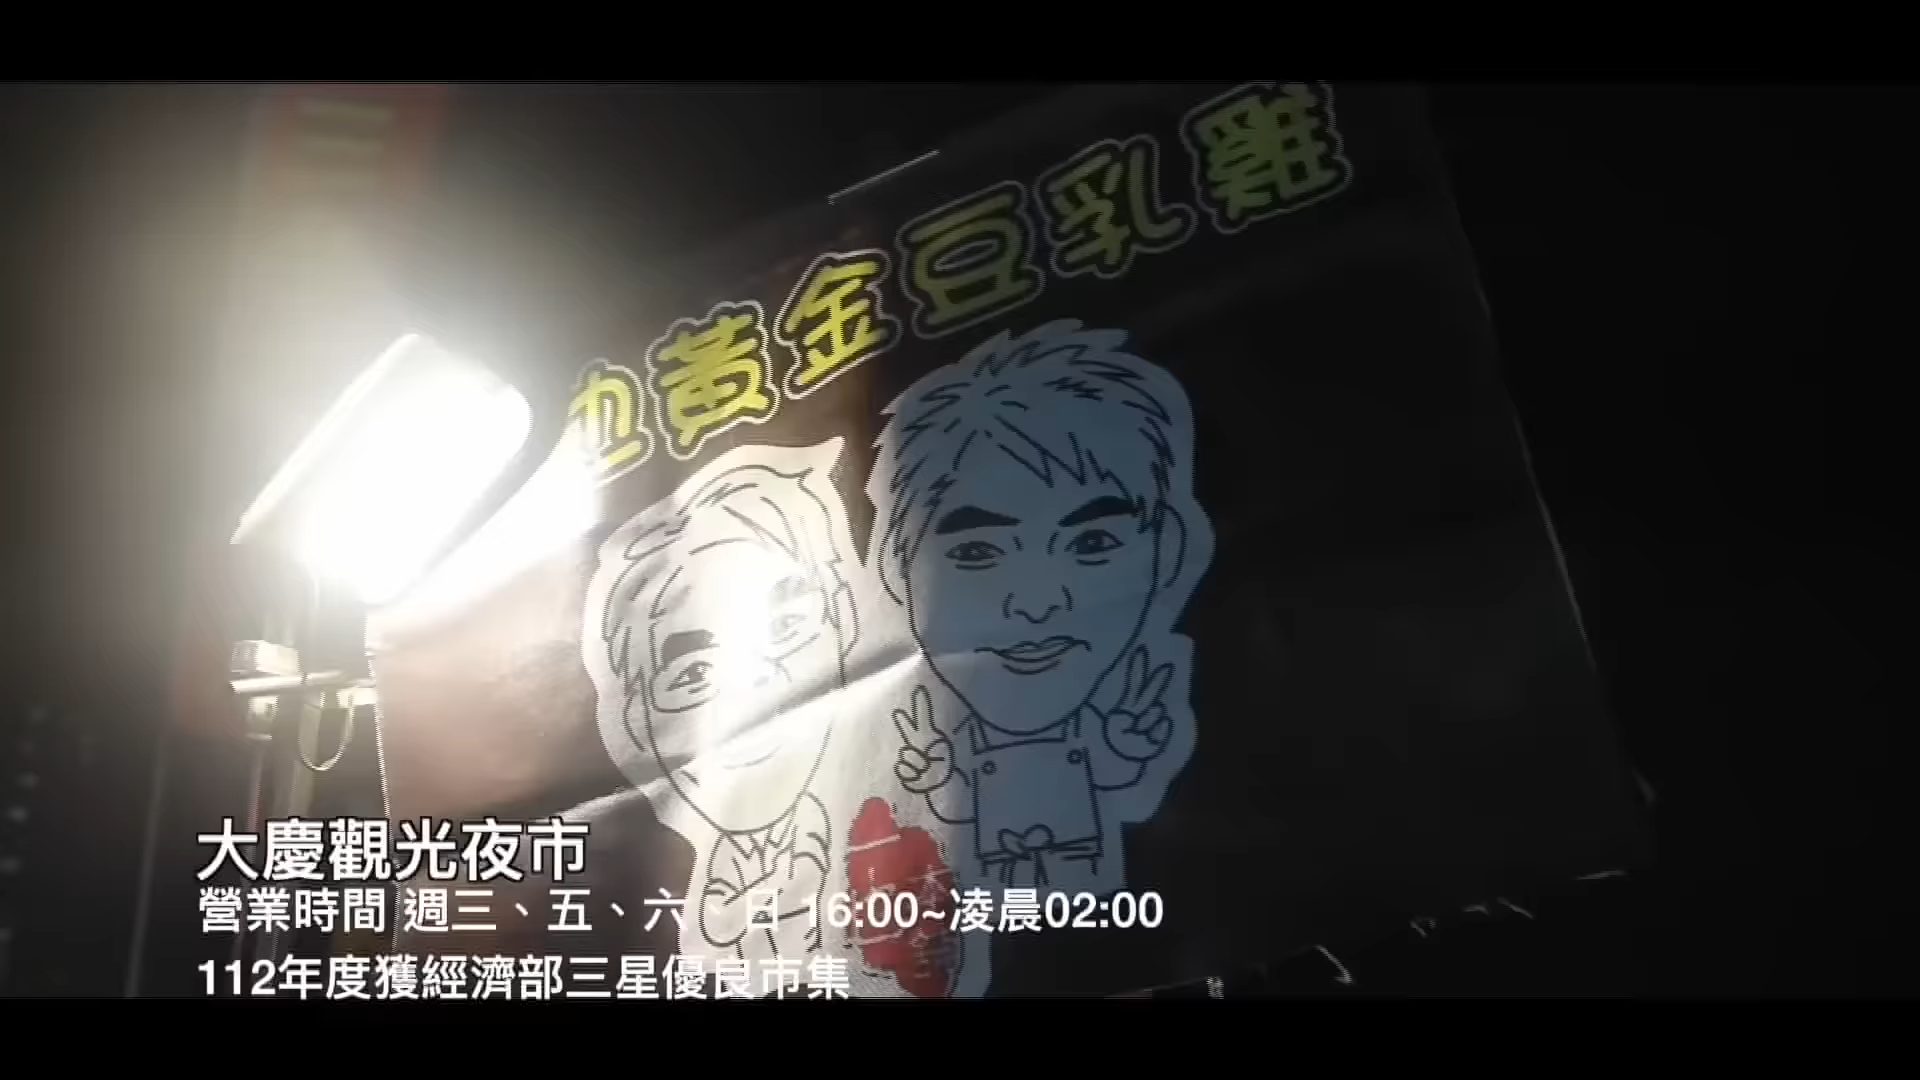 也黃金豆乳雞
大慶觀光夜市
營業時間 週三、五、六、日 16:00~凌晨02:00
112年度獲經濟部三星優良市集